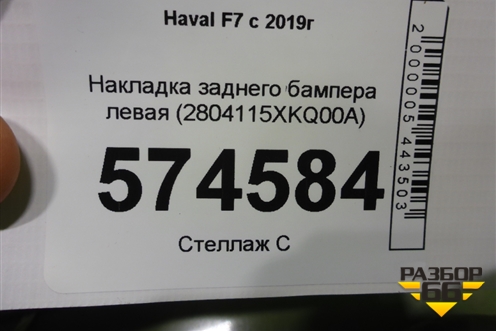 Haval F7 с 2019г
Накладка заднего бампера
левая (2804115XKQ00A)
574584
Стеллаж С
2000005443503
РАЗБОР
66